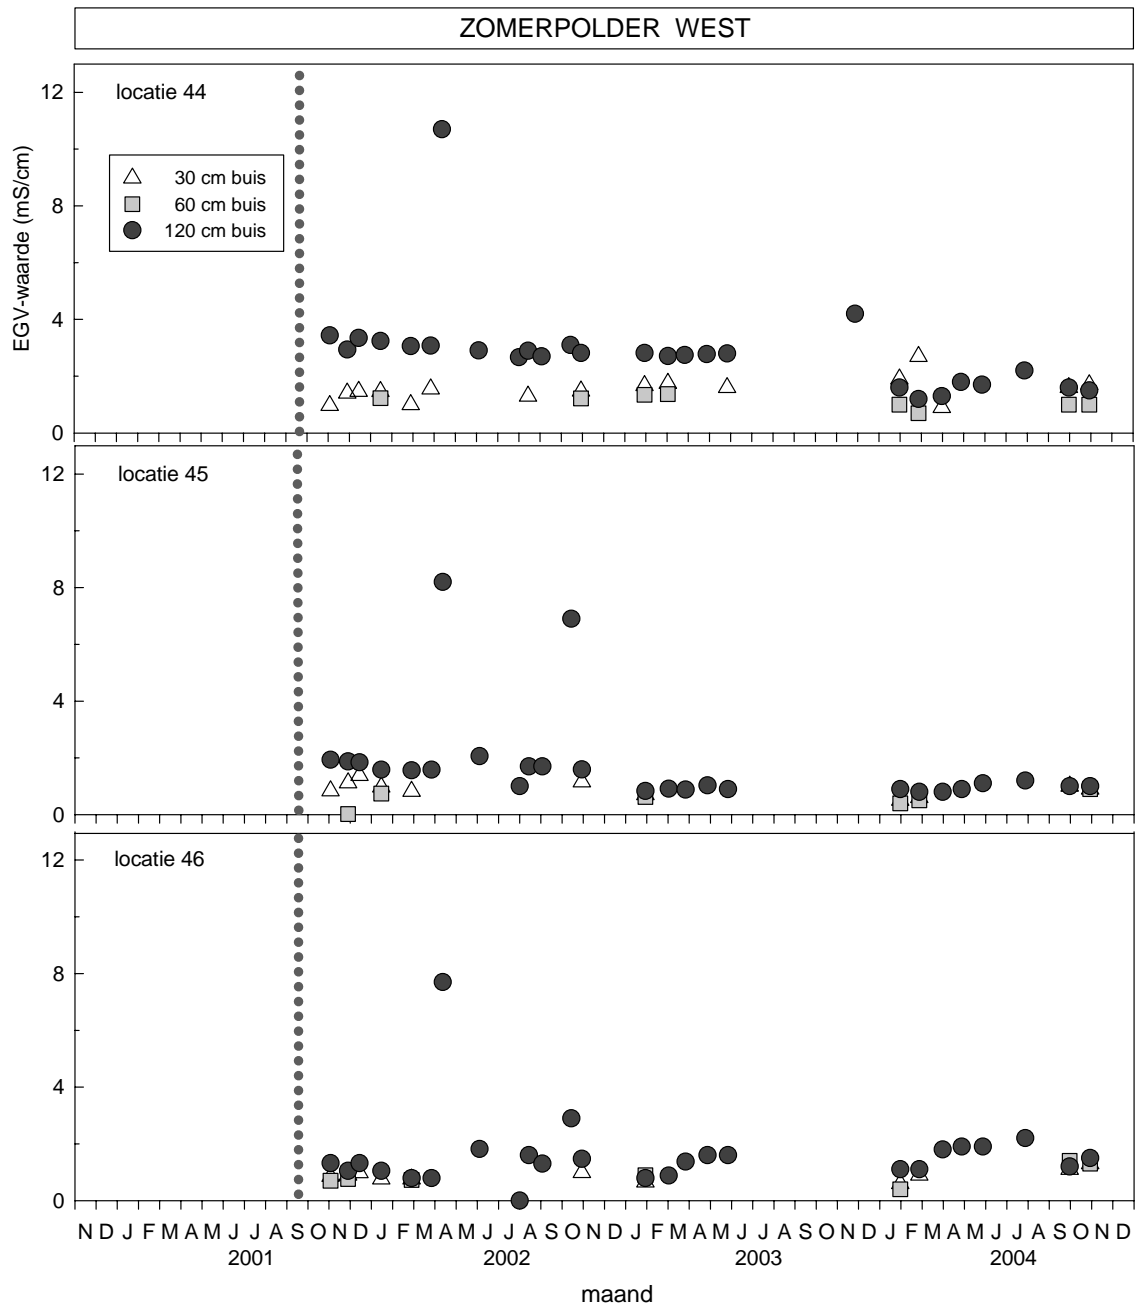 ZOMERPOLDER WEST
locatie 44
30 cm buis
60 cm buis
120 cm buis
EGV-waarde (mS/cm)
12
8
4
0
locatie 45
12
8
4
0
locatie 46
12
8
4
0
N D J F M A M J J A S O N D J F M A M J J A S O N D J F M A M J J A S O N D J F M A M J J A S O N D
2001 2002 2003 2004
maand